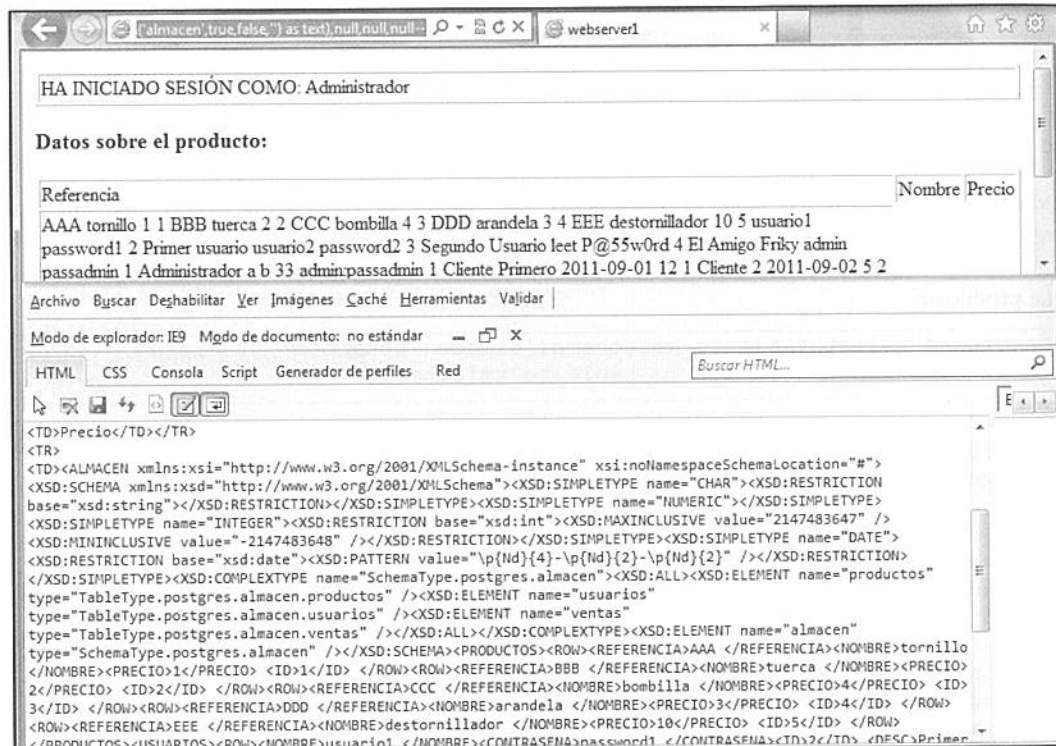 ('almacen',true,false,'') as text),null,null,null--
webserver1
HA INICIADO SESIÓN COMO: Administrador
Datos sobre el producto:
Referencia Nombre Precio
AAA tornillo 1 1 BBB tuerca 2 2 CCC bombilla 4 3 DDD arandela 3 4 EEE destornillador 10 5 usuario1
password1 2 Primer usuario usuario2 password2 3 Segundo Usuario leet P@55w0rd 4 El Amigo Friky admin
passadmin 1 Administrador a b 33 admin:passadmin 1 Cliente Primero 2011-09-01 12 1 Cliente 2 2011-09-02 5 2
Archivo Buscar Deshabilitar Ver Imágenes Caché Herramientas Validar
Modo de explorador: IE9 Modo de documento: no estándar
HTML CSS Consola Script Generador de perfiles Red Buscar HTML...
E
<TD>Precio</TD></TR>
<TR>
<TD><ALMACEN xmlns:xsi="http://www.w3.org/2001/XMLSchema-instance" xsi:noNamespaceSchemaLocation="#">
<XSD:SCHEMA xmlns:xsd="http://www.w3.org/2001/XMLSchema"><XSD:SIMPLETYPE name="CHAR"><XSD:RESTRICTION
base="xsd:string"></XSD:RESTRICTION></XSD:SIMPLETYPE><XSD:SIMPLETYPE name="NUMERIC"></XSD:SIMPLETYPE>
<XSD:SIMPLETYPE name="INTEGER"><XSD:RESTRICTION base="xsd:int"><XSD:MAXINCLUSIVE value="2147483647" />
<XSD:MININCLUSIVE value="-2147483648" /></XSD:RESTRICTION></XSD:SIMPLETYPE><XSD:SIMPLETYPE name="DATE">
<XSD:RESTRICTION base="xsd:date"><XSD:PATTERN value="\p{Nd}{4}-\p{Nd}{2}-\p{Nd}{2}" /></XSD:RESTRICTION>
</XSD:SIMPLETYPE><XSD:COMPLEXTYPE name="SchemaType.postgres.almacen"><XSD:ALL><XSD:ELEMENT name="productos"
type="TableType.postgres.almacen.productos" /><XSD:ELEMENT name="usuarios"
type="TableType.postgres.almacen.usuarios" /><XSD:ELEMENT name="ventas"
type="TableType.postgres.almacen.ventas" /></XSD:ALL></XSD:COMPLEXTYPE><XSD:ELEMENT name="almacen"
type="SchemaType.postgres.almacen" /></XSD:SCHEMA><PRODUCTOS><ROW><REFERENCIA>AAA </REFERENCIA><NOMBRE>tornillo
</NOMBRE><PRECIO>1</PRECIO> <ID>1</ID> </ROW><ROW><REFERENCIA>BBB </REFERENCIA><NOMBRE>tuerca </NOMBRE><PRECIO>
2</PRECIO> <ID>2</ID> </ROW><ROW><REFERENCIA>CCC </REFERENCIA><NOMBRE>bombilla </NOMBRE><PRECIO>4</PRECIO> <ID>
3</ID> </ROW><ROW><REFERENCIA>DDD </REFERENCIA><NOMBRE>arandela </NOMBRE><PRECIO>3</PRECIO> <ID>4</ID> </ROW>
<ROW><REFERENCIA>EEE </REFERENCIA><NOMBRE>destornillador </NOMBRE><PRECIO>10</PRECIO> <ID>5</ID> </ROW>
</PRODUCTOS><USUARIOS><ROW><NOMBRE>usuario1 </NOMBRE><CONTRASENA>password1 </CONTRASENA><ID>2</ID> <DESC>Primer